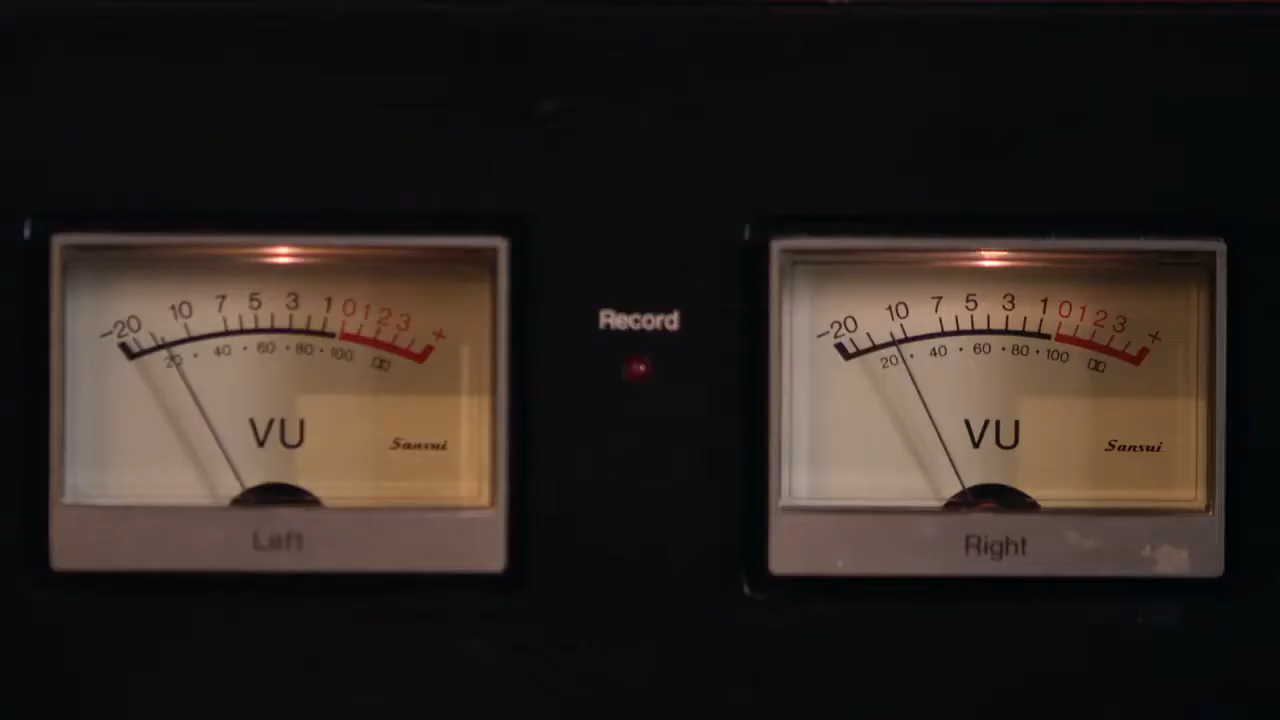 -20 10 7 5 3 1 0 1 2 3 +
20 40 60 80 100
VU
Sansui
Left
Record
-20 10 7 5 3 1 0 1 2 3 +
20 40 60 80 100
VU
Sansui
Right